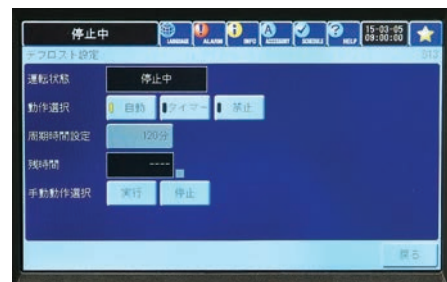 停止中 LANGUAGE ALARM INFO ACCESSORY SCHEDULE HELP 15-03-05
09:00:00
デフロスト設定 S13
運転状態 停止中
動作選択 自動 タイマー 禁止
周期時間設定 120分
残時間 ----
手動動作選択 実行 停止
戻る